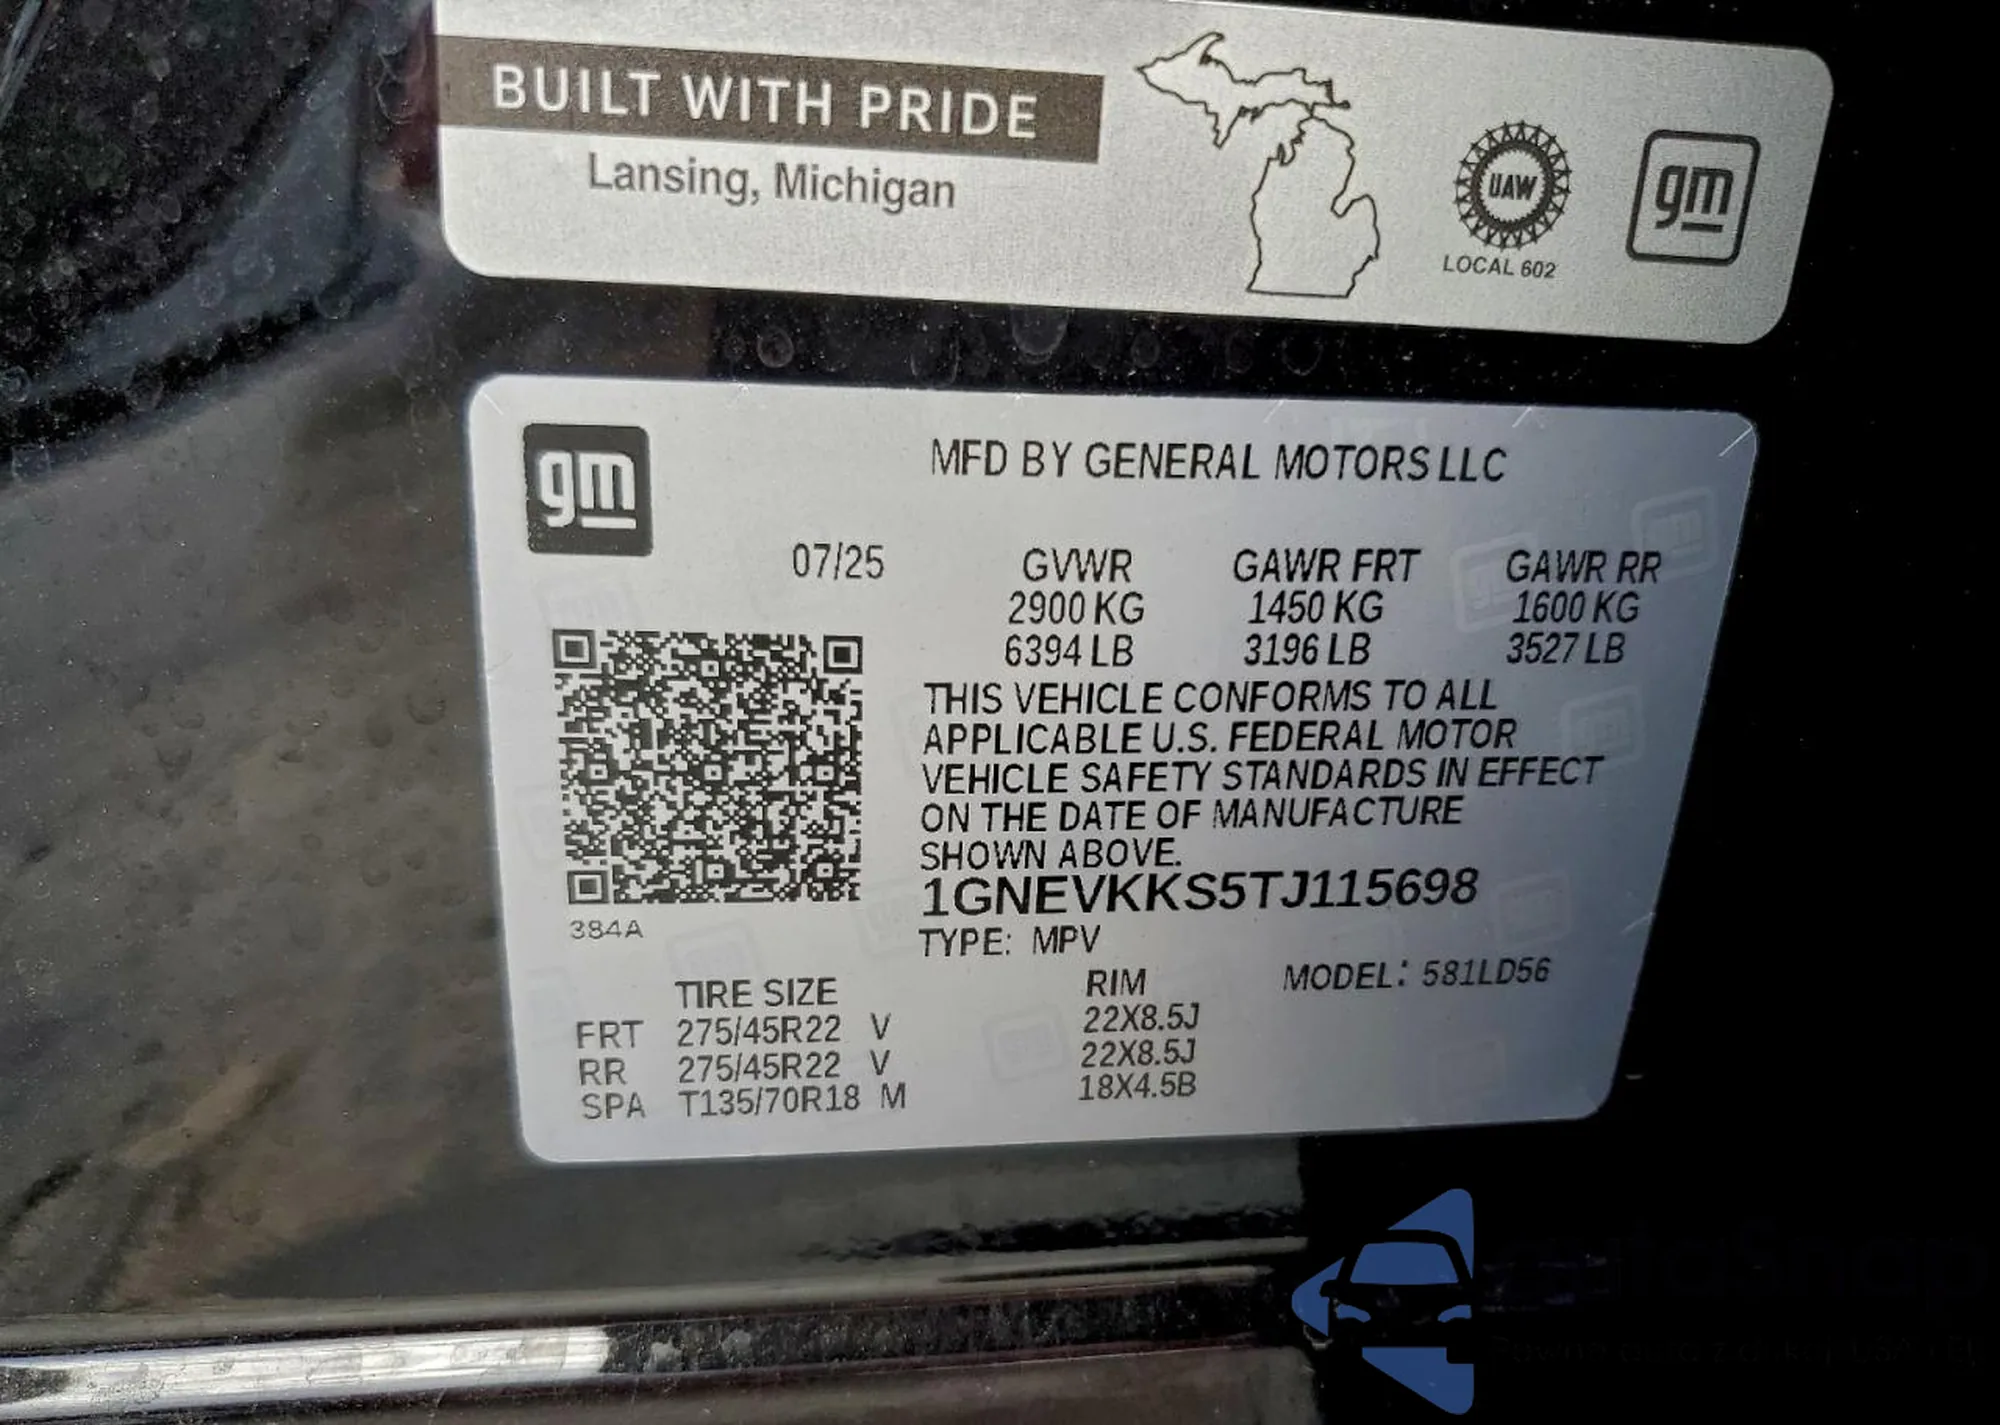 BUILT WITH PRIDE
Lansing, Michigan
UAW
LOCAL 602
gm
gm
MFD BY GENERAL MOTORS LLC
07/25 GVWR GAWR FRT GAWR RR
2900 KG 1450 KG 1600 KG
6394 LB 3196 LB 3527 LB
THIS VEHICLE CONFORMS TO ALL
APPLICABLE U.S. FEDERAL MOTOR
VEHICLE SAFETY STANDARDS IN EFFECT
ON THE DATE OF MANUFACTURE
SHOWN ABOVE.
1GNEVKKS5TJ115698
384A
TYPE: MPV
MODEL: 581LD56
TIRE SIZE RIM
FRT 275/45R22 V 22X8.5J
RR 275/45R22 V 22X8.5J
SPA T135/70R18 M 18X4.5B